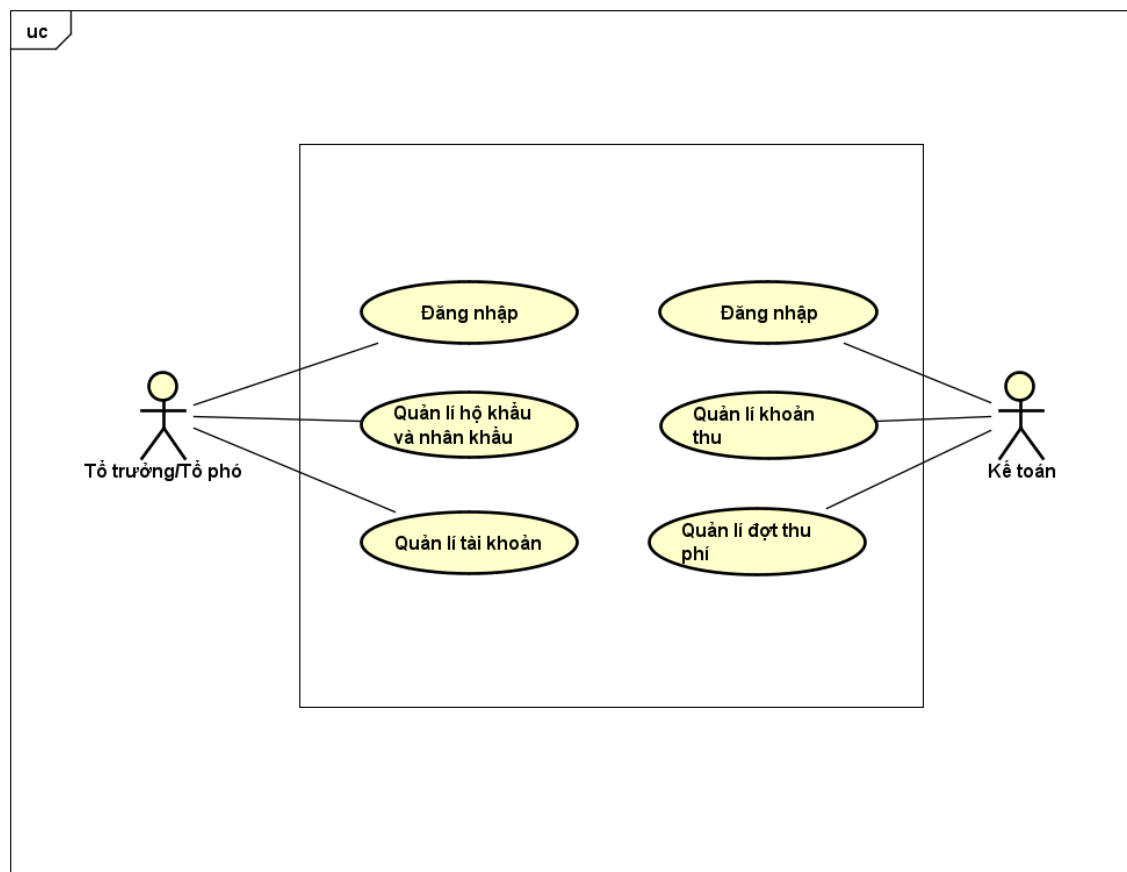 uc
Đăng nhập
Đăng nhập
Quản lí hộ khẩu
và nhân khẩu
Quản lí khoản
thu
Tổ trưởng/Tổ phó
Kế toán
Quản lí tài khoản
Quản lí đợt thu
phí